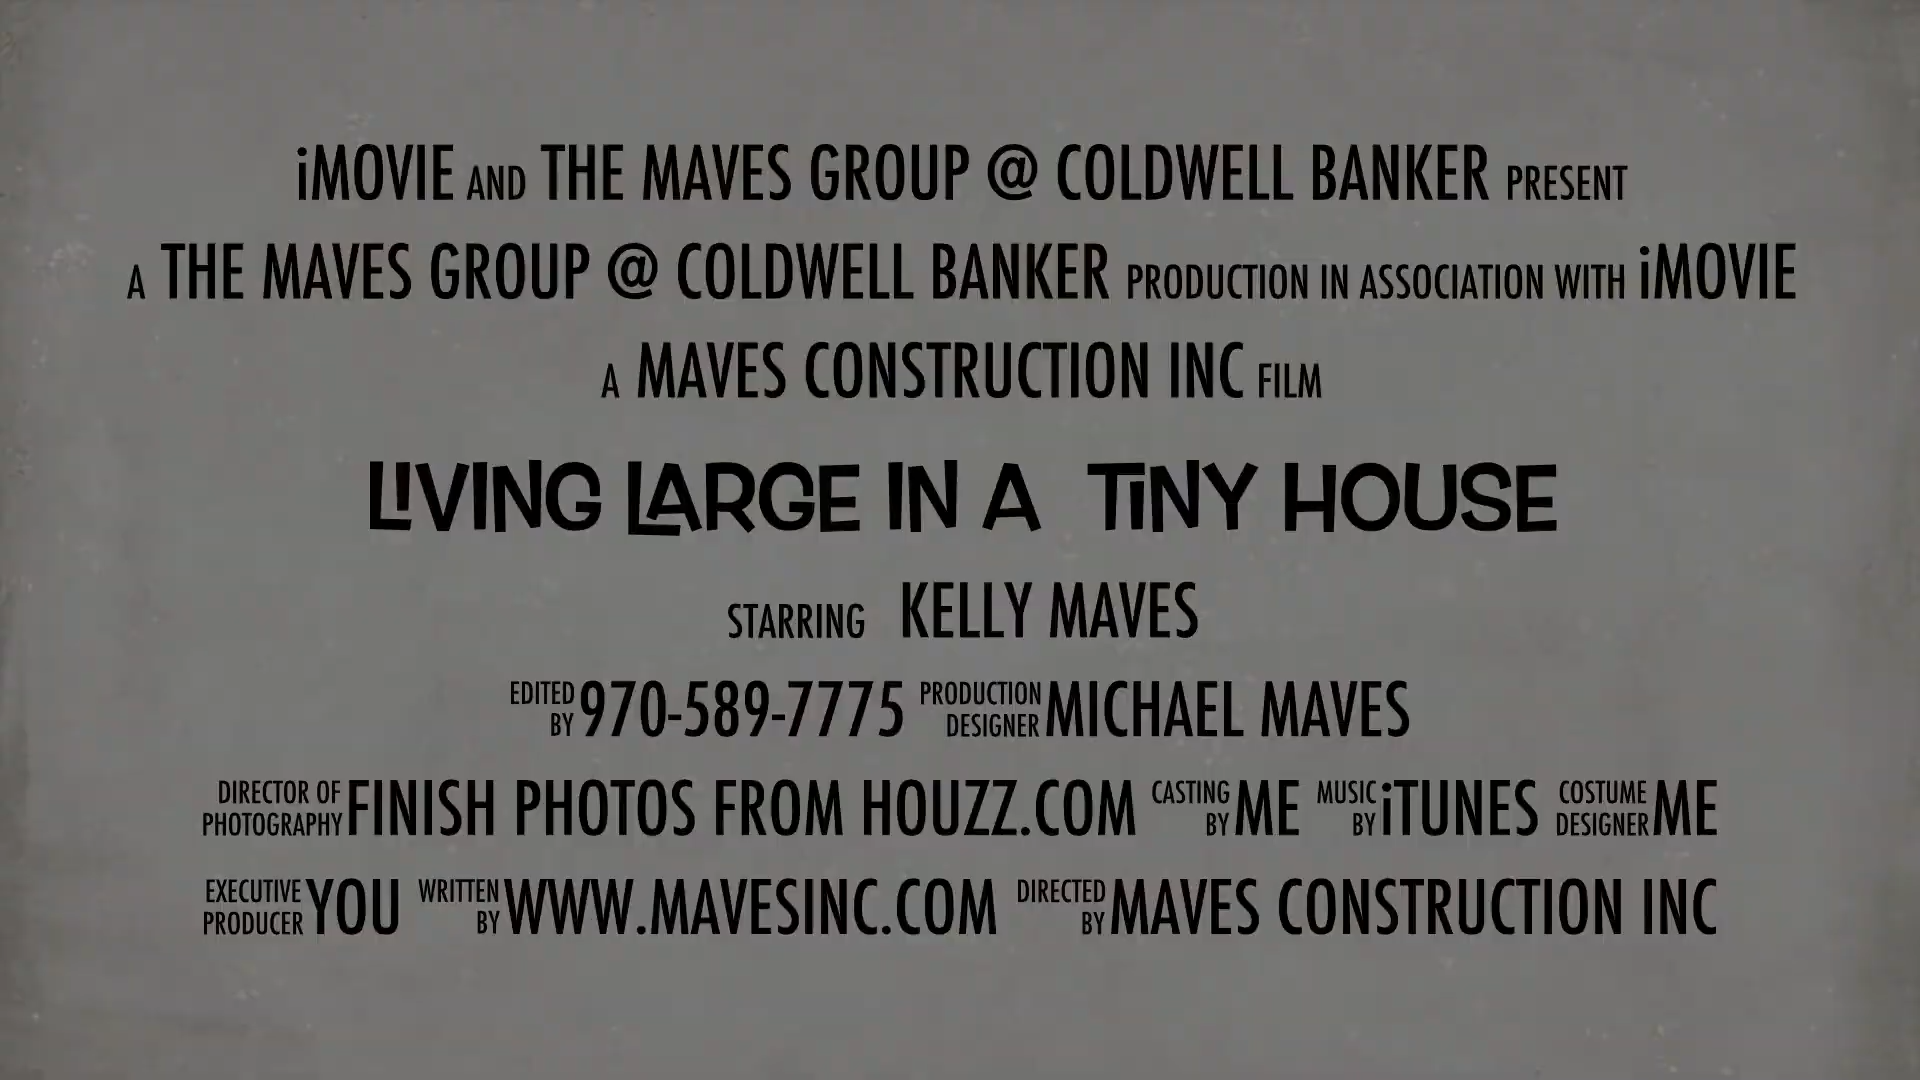 iMOVIE AND THE MAVES GROUP @ COLDWELL BANKER PRESENT
A THE MAVES GROUP @ COLDWELL BANKER PRODUCTION IN ASSOCIATION WITH iMOVIE
A MAVES CONSTRUCTION INC FILM
LIVING LARGE IN A TINY HOUSE
STARRING KELLY MAVES
EDITED BY 970-589-7775 PRODUCTION DESIGNER MICHAEL MAVES
DIRECTOR OF PHOTOGRAPHY FINISH PHOTOS FROM HOUZZ.COM CASTING BY ME MUSIC BY iTUNES COSTUME DESIGNER ME
EXECUTIVE PRODUCER YOU WRITTEN BY WWW.MAVESINC.COM DIRECTED BY MAVES CONSTRUCTION INC